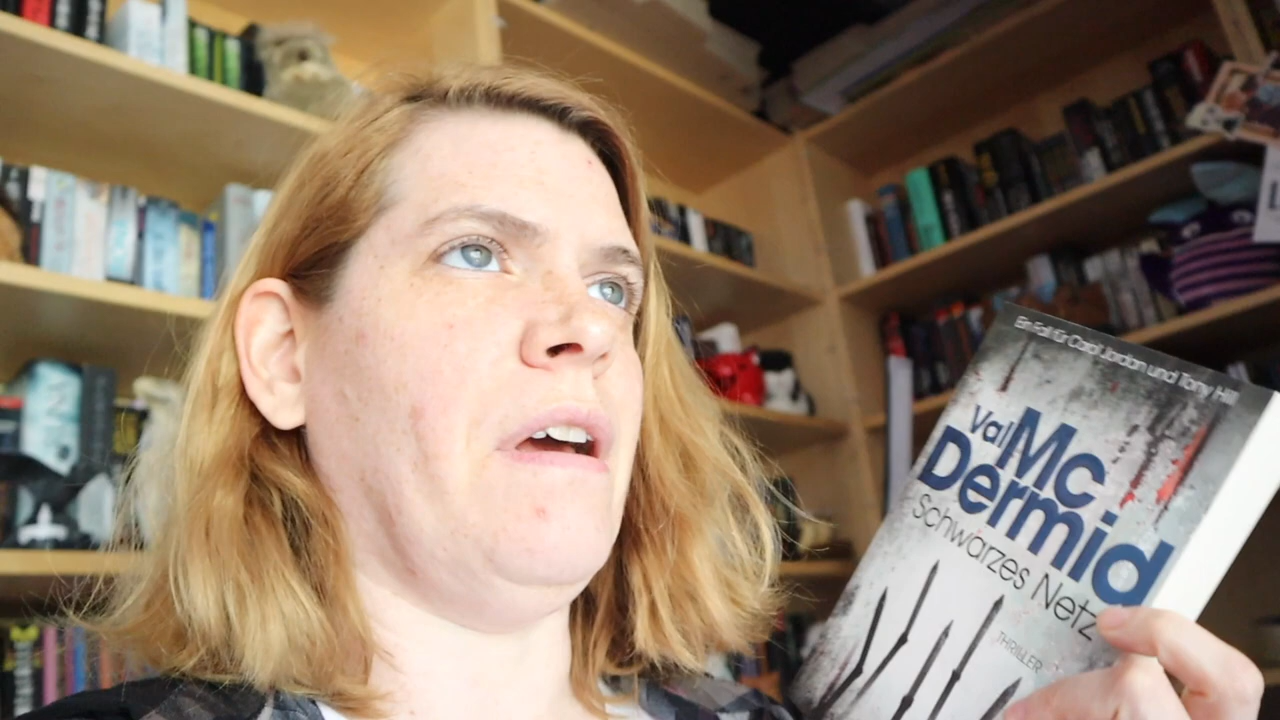 Ein Fall für Carol Jordan und Tony Hill
Val Mc
Dermid
Schwarzes Netz
THRILLER